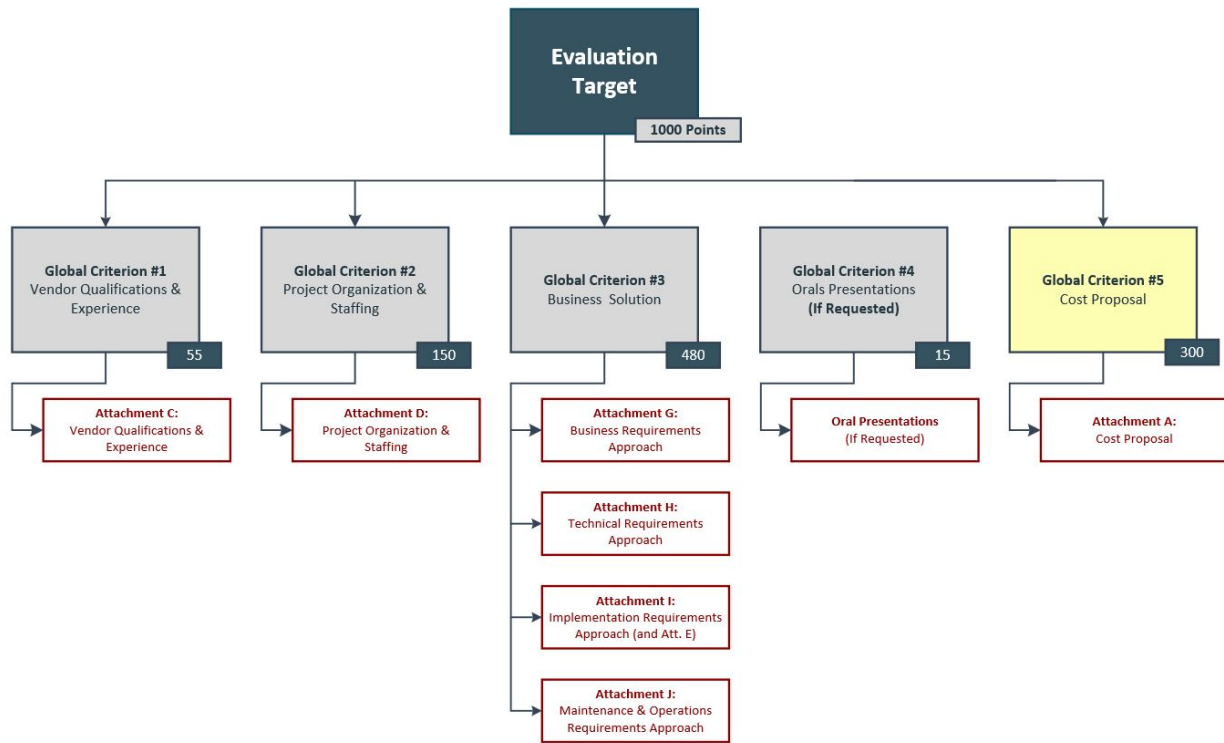 Evaluation
Target
1000 Points
Global Criterion #1
Vendor Qualifications &
Experience
55
Global Criterion #2
Project Organization &
Staffing
150
Global Criterion #3
Business Solution
480
Global Criterion #4
Orals Presentations
(If Requested)
15
Global Criterion #5
Cost Proposal
300
Attachment C:
Vendor Qualifications &
Experience
Attachment D:
Project Organization &
Staffing
Attachment G:
Business Requirements
Approach
Oral Presentations
(If Requested)
Attachment A:
Cost Proposal
Attachment H:
Technical Requirements
Approach
Attachment I:
Implementation Requirements
Approach (and Att. E)
Attachment J:
Maintenance & Operations
Requirements Approach